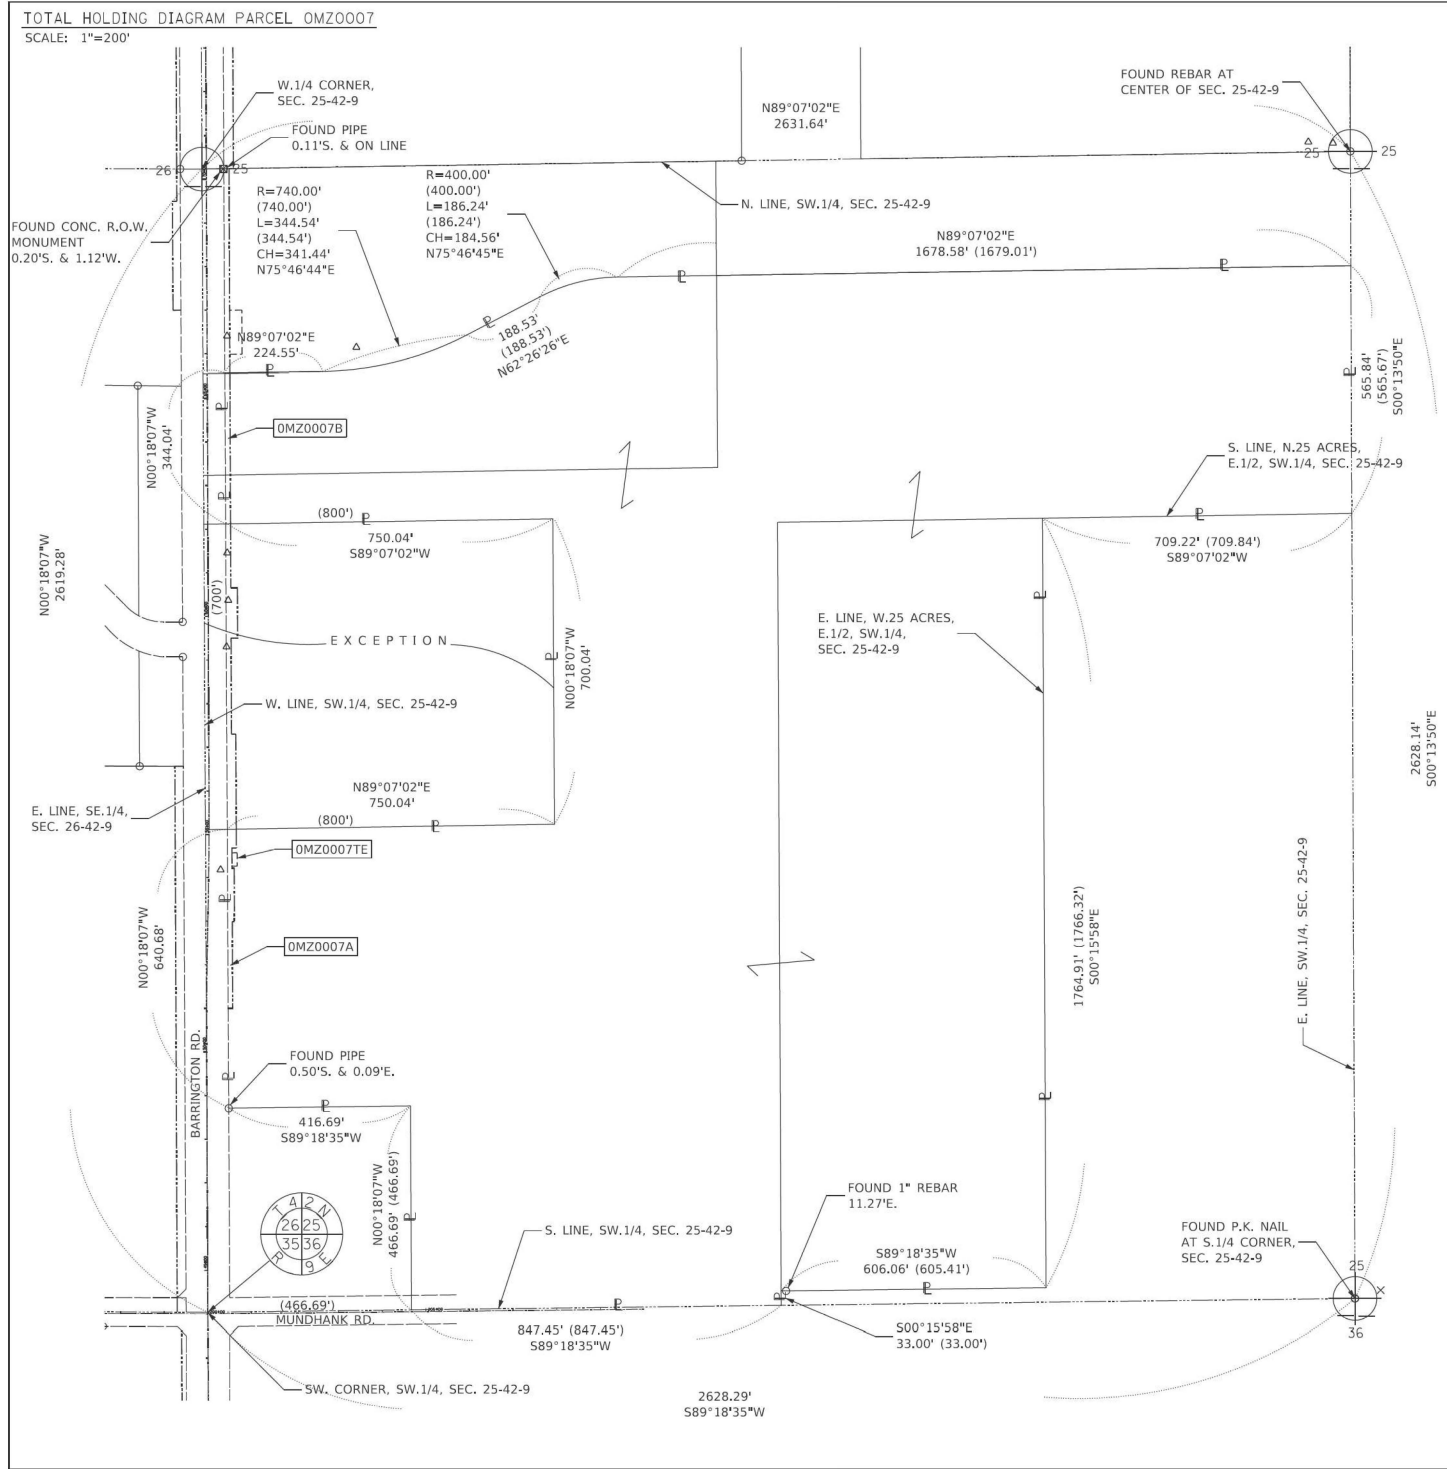 TOTAL HOLDING DIAGRAM PARCEL 0MZ0007
SCALE: 1"=200'
W.1/4 CORNER,
SEC. 25-42-9
FOUND PIPE
0.11'S. & ON LINE
26
25
FOUND CONC. R.O.W.
MONUMENT
0.20'S. & 1.12'W.
R=740.00'
(740.00')
L=344.54'
(344.54')
CH=341.44'
N75°46'44"E
R=400.00'
(400.00')
L=186.24'
(186.24')
CH=184.56'
N75°46'45"E
N89°07'02"E
2631.64'
FOUND REBAR AT
CENTER OF SEC. 25-42-9
25
25
N. LINE, SW.1/4, SEC. 25-42-9
N89°07'02"E
1678.58' (1679.01')
N89°07'02"E
224.55'
188.53'
(188.53')
N62°26'26"E
565.84'
(565.67')
S00°13'50"E
N00°18'07"W
344.04'
0MZ0007B
S. LINE, N.25 ACRES,
E.1/2, SW.1/4, SEC. 25-42-9
(800')
750.04'
S89°07'02"W
709.22' (709.84')
S89°07'02"W
N00°18'07"W
2619.28'
(700')
EXCEPTION
N00°18'07"W
700.04'
E. LINE, W.25 ACRES,
E.1/2, SW.1/4,
SEC. 25-42-9
W. LINE, SW.1/4, SEC. 25-42-9
2628.14'
S00°13'50"E
E. LINE, SE.1/4,
SEC. 26-42-9
N89°07'02"E
750.04'
(800')
0MZ0007TE
E. LINE, SW.1/4, SEC. 25-42-9
N00°18'07"W
640.68'
0MZ0007A
1764.91' (1766.32')
S00°15'58"E
BARRINGTON RD.
FOUND PIPE
0.50'S. & 0.09'E.
416.69'
S89°18'35"W
N00°18'07"W
466.69' (466.69')
T 42 N
26 25
35 36
R 9 E
S. LINE, SW.1/4, SEC. 25-42-9
FOUND 1" REBAR
11.27'E.
S89°18'35"W
606.06' (605.41')
FOUND P.K. NAIL
AT S.1/4 CORNER,
SEC. 25-42-9
25
36
(466.69')
MUNDHANK RD.
847.45' (847.45')
S89°18'35"W
S00°15'58"E
33.00' (33.00')
SW. CORNER, SW.1/4, SEC. 25-42-9
2628.29'
S89°18'35"W